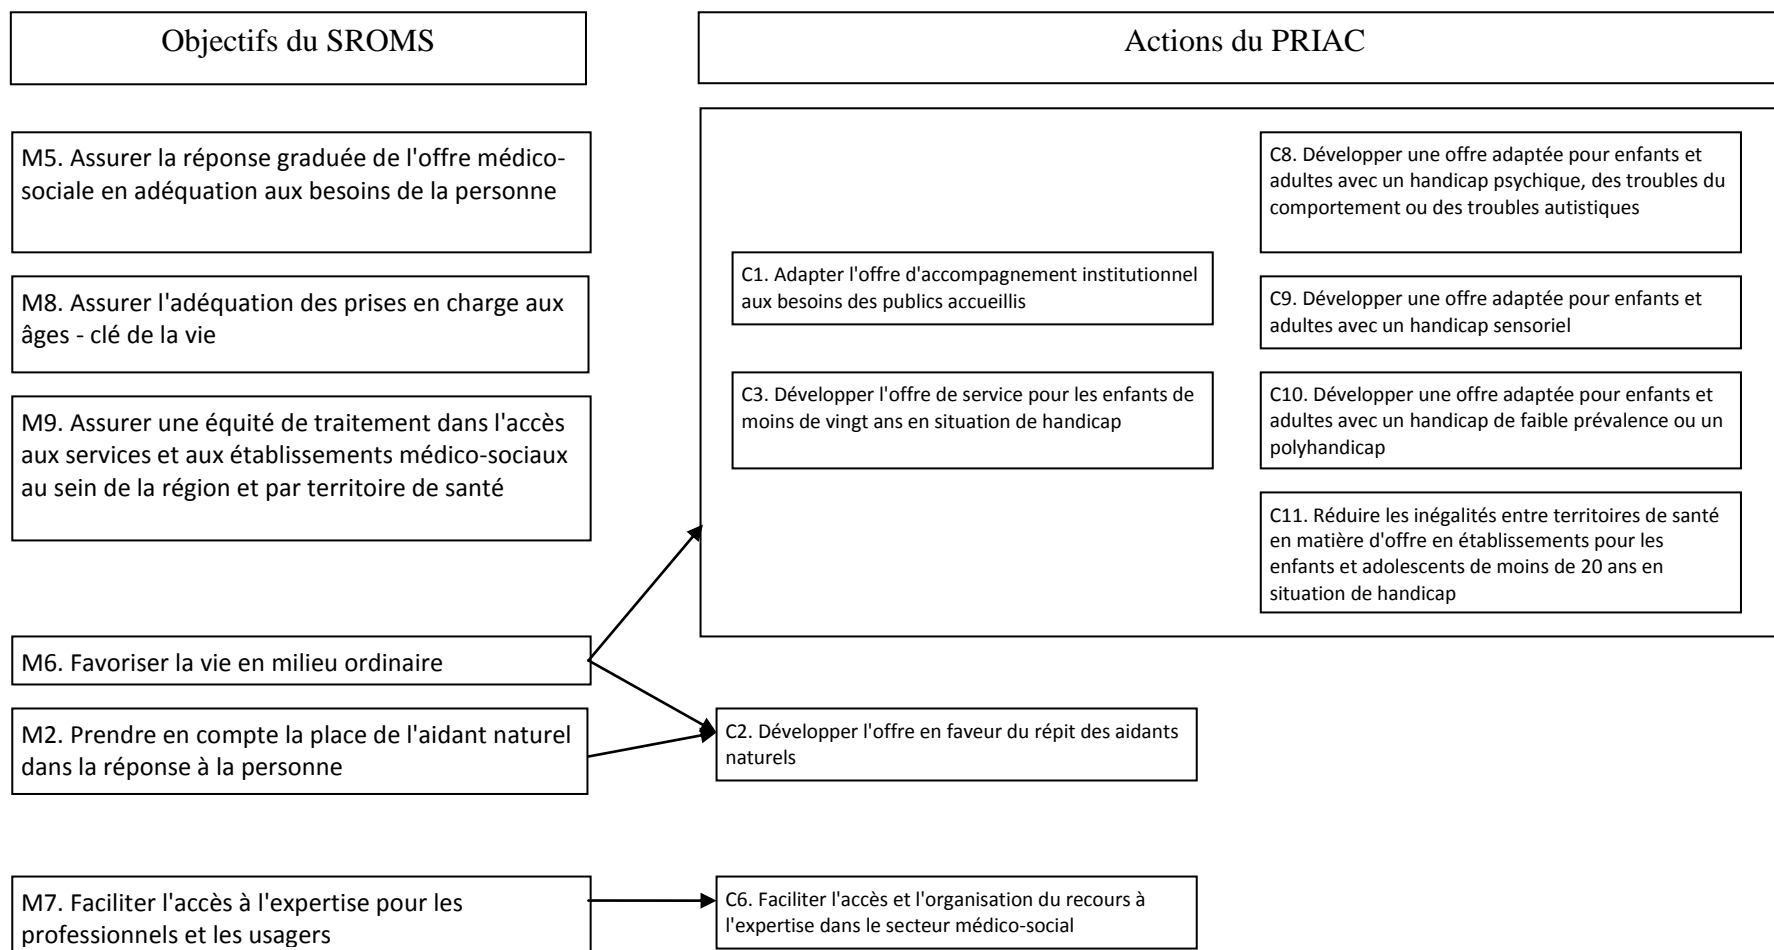 Objectifs du SROMS
Actions du PRIAC
M5. Assurer la réponse graduée de l'offre médico-
sociale en adéquation aux besoins de la personne
M8. Assurer l'adéquation des prises en charge aux
âges - clé de la vie
M9. Assurer une équité de traitement dans l'accès
aux services et aux établissements médico-sociaux
au sein de la région et par territoire de santé
M6. Favoriser la vie en milieu ordinaire
M2. Prendre en compte la place de l'aidant naturel
dans la réponse à la personne
M7. Faciliter l'accès à l'expertise pour les
professionnels et les usagers
C1. Adapter l'offre d'accompagnement institutionnel
aux besoins des publics accueillis
C3. Développer l'offre de service pour les enfants de
moins de vingt ans en situation de handicap
C8. Développer une offre adaptée pour enfants et
adultes avec un handicap psychique, des troubles du
comportement ou des troubles autistiques
C9. Développer une offre adaptée pour enfants et
adultes avec un handicap sensoriel
C10. Développer une offre adaptée pour enfants et
adultes avec un handicap de faible prévalence ou un
polyhandicap
C11. Réduire les inégalités entre territoires de santé
en matière d'offre en établissements pour les
enfants et adolescents de moins de 20 ans en
situation de handicap
C2. Développer l'offre en faveur du répit des aidants
naturels
C6. Faciliter l'accès et l'organisation du recours à
l'expertise dans le secteur médico-social